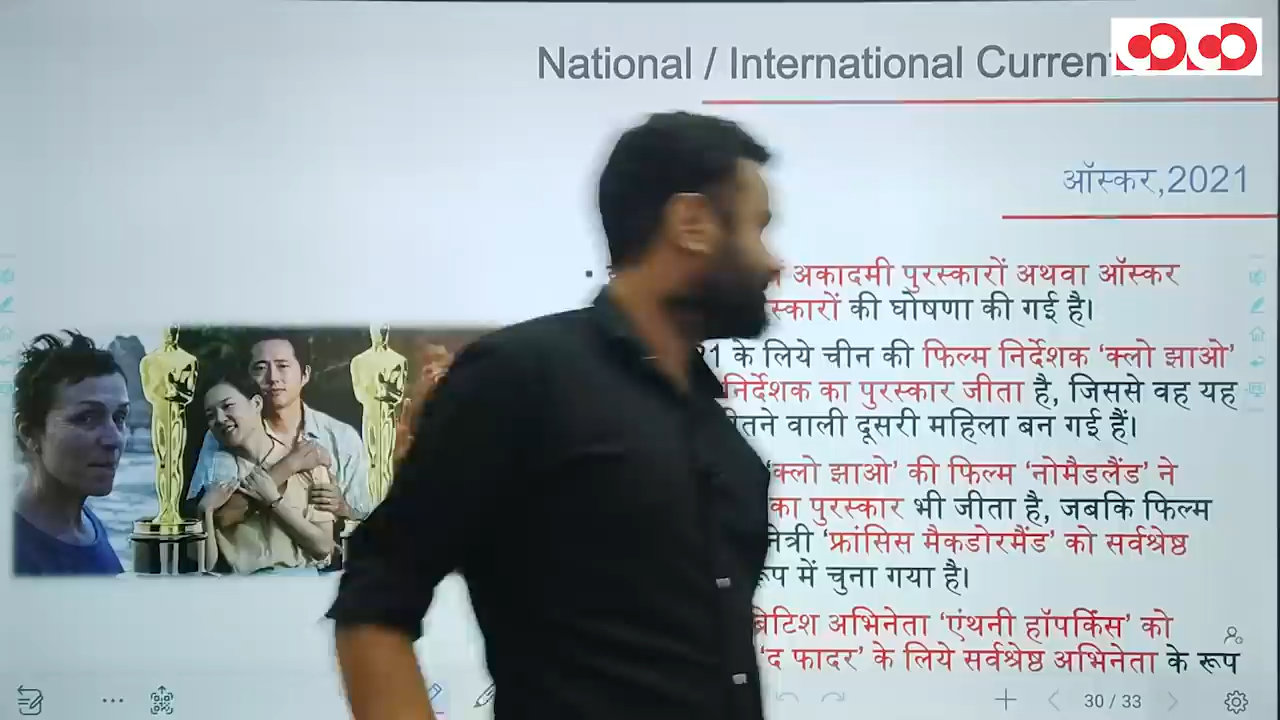 National / International Curren
ऑस्कर,2021
अकादमी पुरस्कारों अथवा ऑस्कर
की घोषणा की गई है।
के लिये चीन की फिल्म निर्देशक ‘क्लो झाओ’
निर्देशक का पुरस्कार जीता है, जिससे वह यह
वाली दूसरी महिला बन गई हैं।
‘क्लो झाओ’ की फिल्म ‘नोमैडलैंड’ ने
का पुरस्कार भी जीता है, जबकि फिल्म
‘फ्रांसिस मैकडोरमैंड’ को सर्वश्रेष्ठ
में चुना गया है।
अभिनेता ‘एंथनी हॉपकिंस’ को
‘द फादर’ के लिये सर्वश्रेष्ठ अभिनेता के रूप
30 / 33